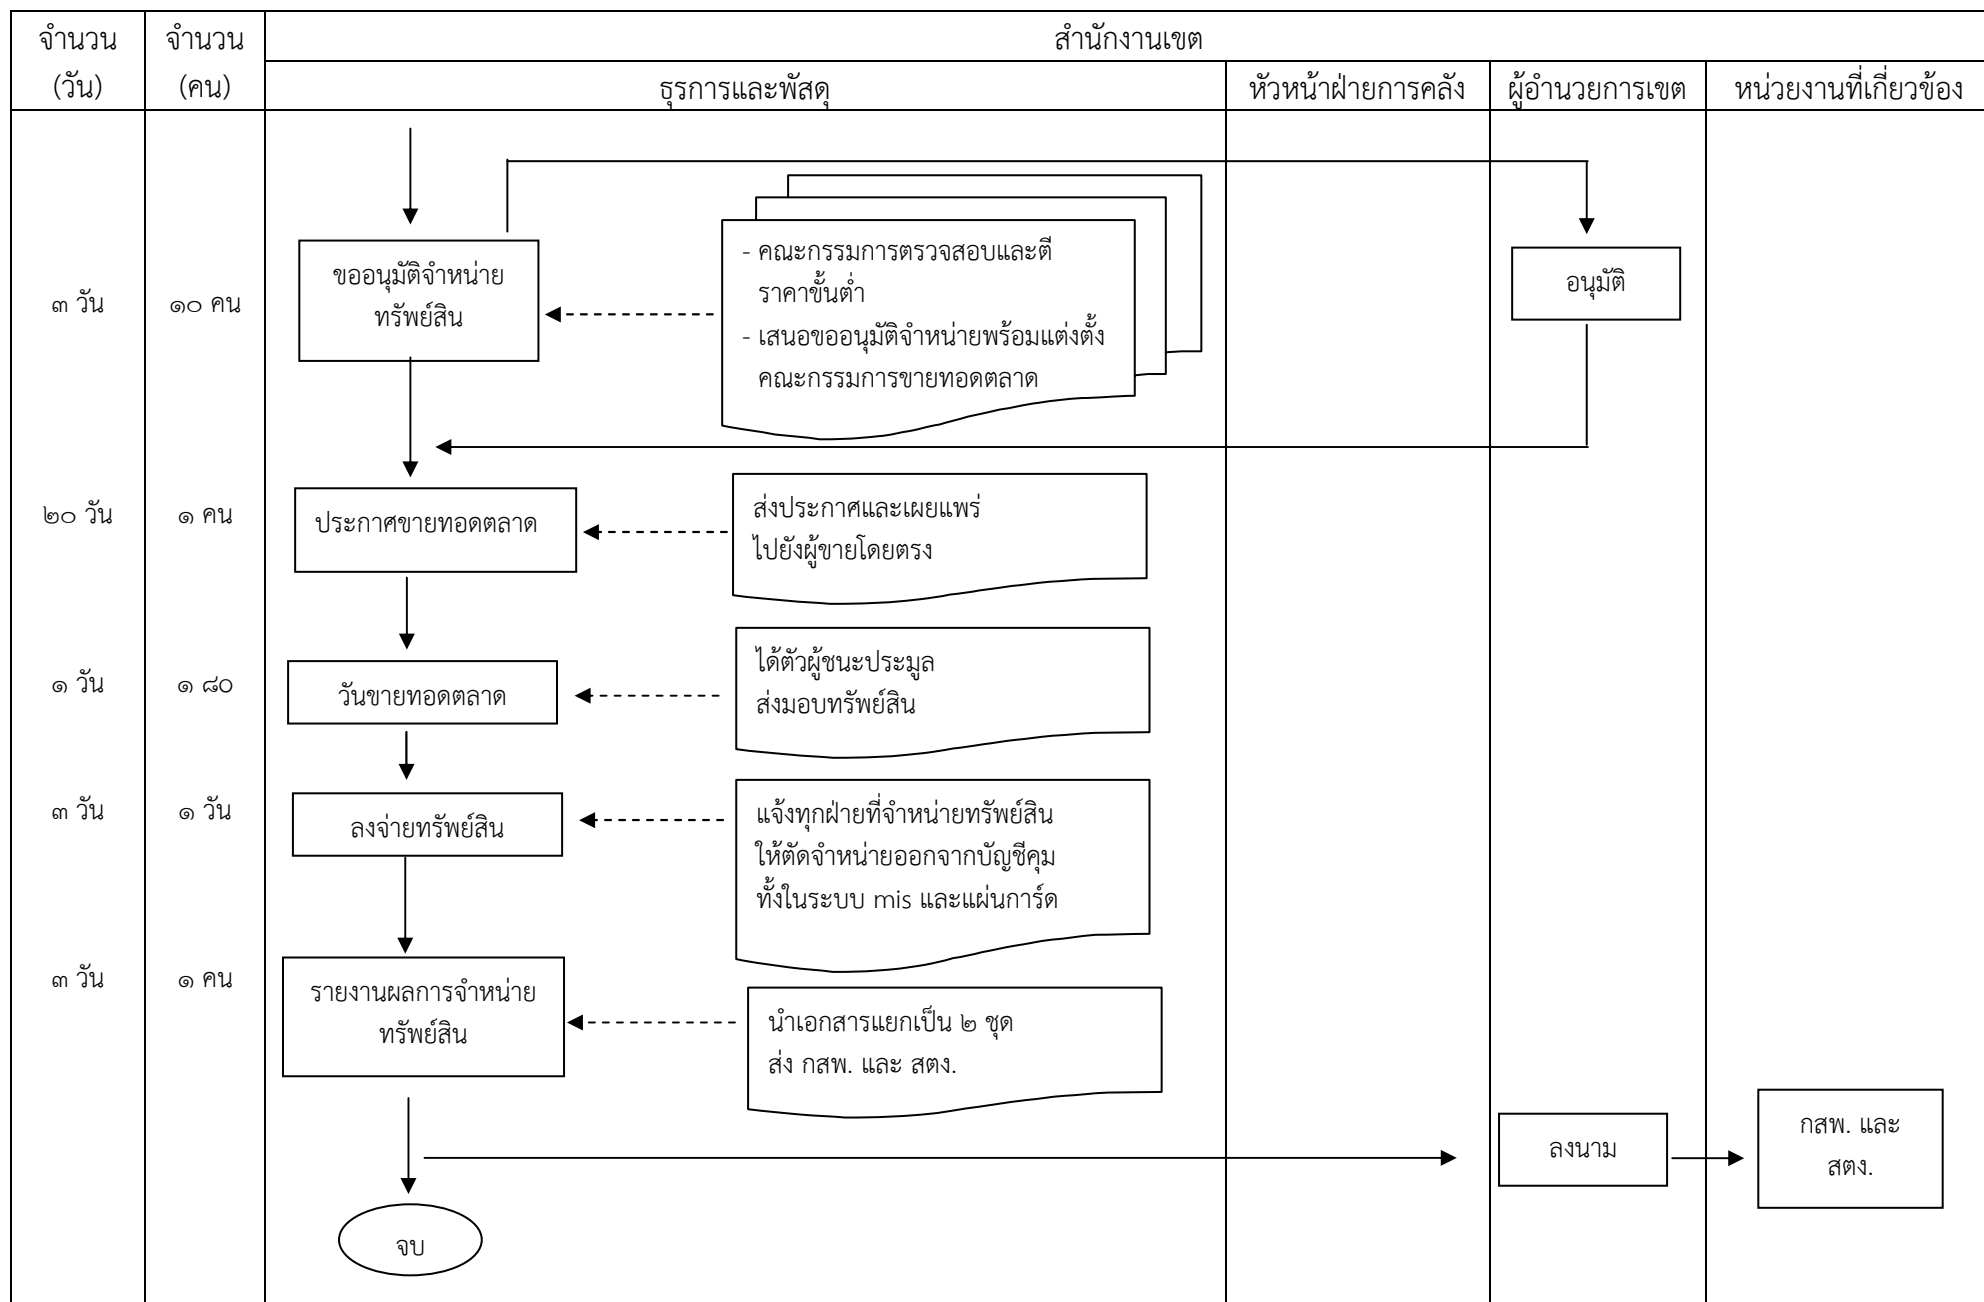 จำนวน
(วัน)
จำนวน
(คน)
สำนักงานเขต
ธุรการและพัสดุ
หัวหน้าฝ่ายการคลัง
ผู้อำนวยการเขต
หน่วยงานที่เกี่ยวข้อง
๓ วัน
๑๐ คน
ขออนุมัติจำหน่าย
ทรัพย์สิน
- คณะกรรมการตรวจสอบและตี
ราคาขั้นต่ำ
- เสนอขออนุมัติจำหน่ายพร้อมแต่งตั้ง
คณะกรรมการขายทอดตลาด
อนุมัติ
๒๐ วัน
๑ คน
ประกาศขายทอดตลาด
ส่งประกาศและเผยแพร่
ไปยังผู้ขายโดยตรง
๑ วัน
๑ ๘๐
วันขายทอดตลาด
ได้ตัวผู้ชนะประมูล
ส่งมอบทรัพย์สิน
๓ วัน
๑ วัน
ลงจ่ายทรัพย์สิน
แจ้งทุกฝ่ายที่จำหน่ายทรัพย์สิน
ให้ตัดจำหน่ายออกจากบัญชีคุม
ทั้งในระบบ mis และแผ่นการ์ด
๓ วัน
๑ คน
รายงานผลการจำหน่าย
ทรัพย์สิน
นำเอกสารแยกเป็น ๒ ชุด
ส่ง กสพ. และ สตง.
ลงนาม
กสพ. และ
สตง.
จบ